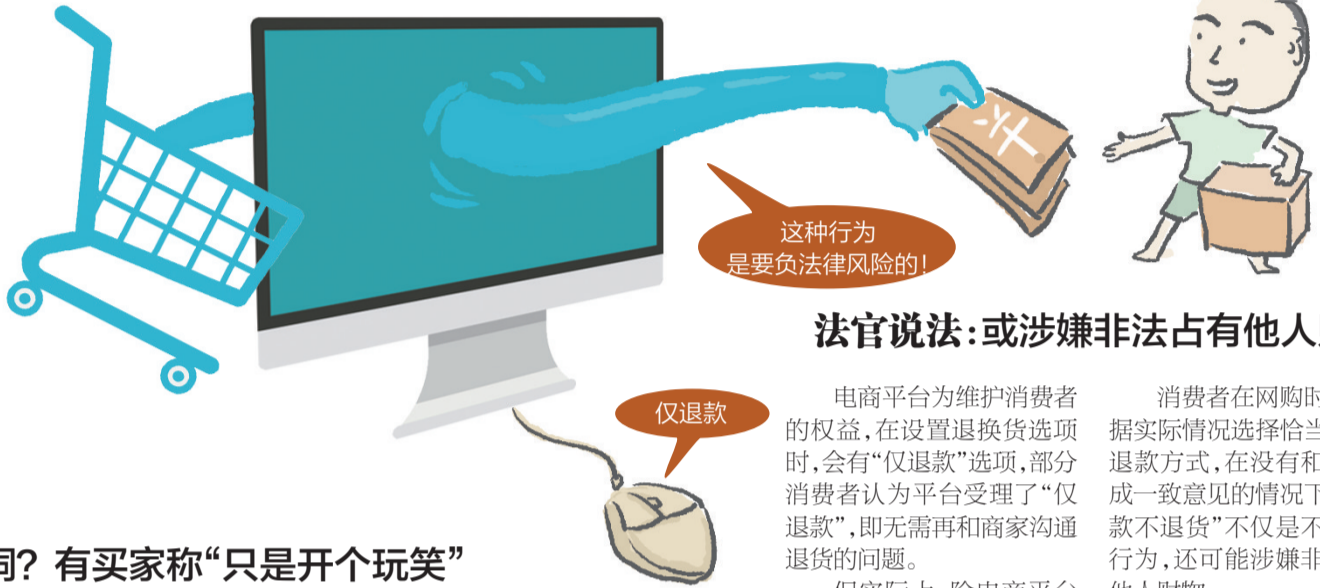 这种行为
是要负法律风险的!
法官说法:或涉嫌非法占有他人
仅退款
电商平台为维护消费者
的权益,在设置退换货选项
时,会有“仅退款”选项,部分
消费者认为平台受理了“仅
退款”,即无需再和商家沟通
退货的问题。
消费者在网购时
据实际情况选择恰当
退款方式,在没有和
成一致意见的情况下
款不退货”不仅是不
行为,还可能涉嫌非
? 有买家称“只是开个玩笑”